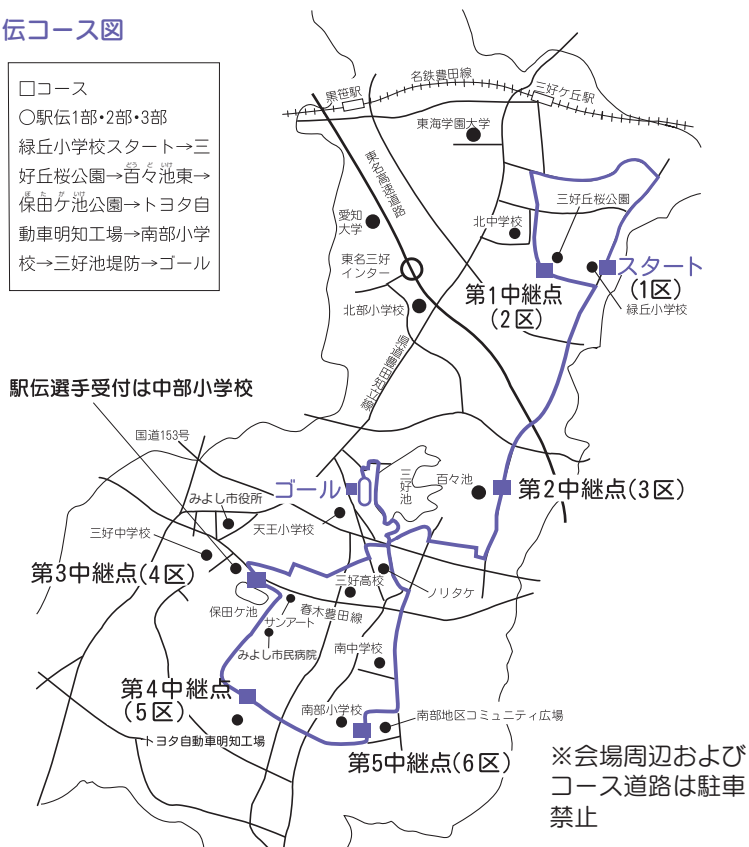 伝コース図
□コース
○駅伝1部・2部・3部
緑丘小学校スタート→三
好丘桜公園→百々池東→
保田ケ池公園→トヨタ自
動車明知工場→南部小学
校→三好池堤防→ゴール
どう ど いけ
ほ た が いけ
名鉄豊田線
黒笹駅
三好ケ丘駅
東海学園大学
東名高速道路
三好丘桜公園
愛知
大学
北中学校
東名三好
インター
スタート
(1区)
第1中継点
(2区)
緑丘小学校
北部小学校
県道豊田知立線
駅伝選手受付は中部小学校
国道153号
ゴール
三好池
百々池
第2中継点(3区)
みよし市役所
天王小学校
三好中学校
第3中継点(4区)
三好高校
ノリタケ
保田ケ池
サンアート
春木豊田線
みよし市民病院
南中学校
第4中継点
(5区)
南部小学校
南部地区コミュニティ広場
トヨタ自動車明知工場
第5中継点(6区)
※会場周辺および
コース道路は駐車
禁止